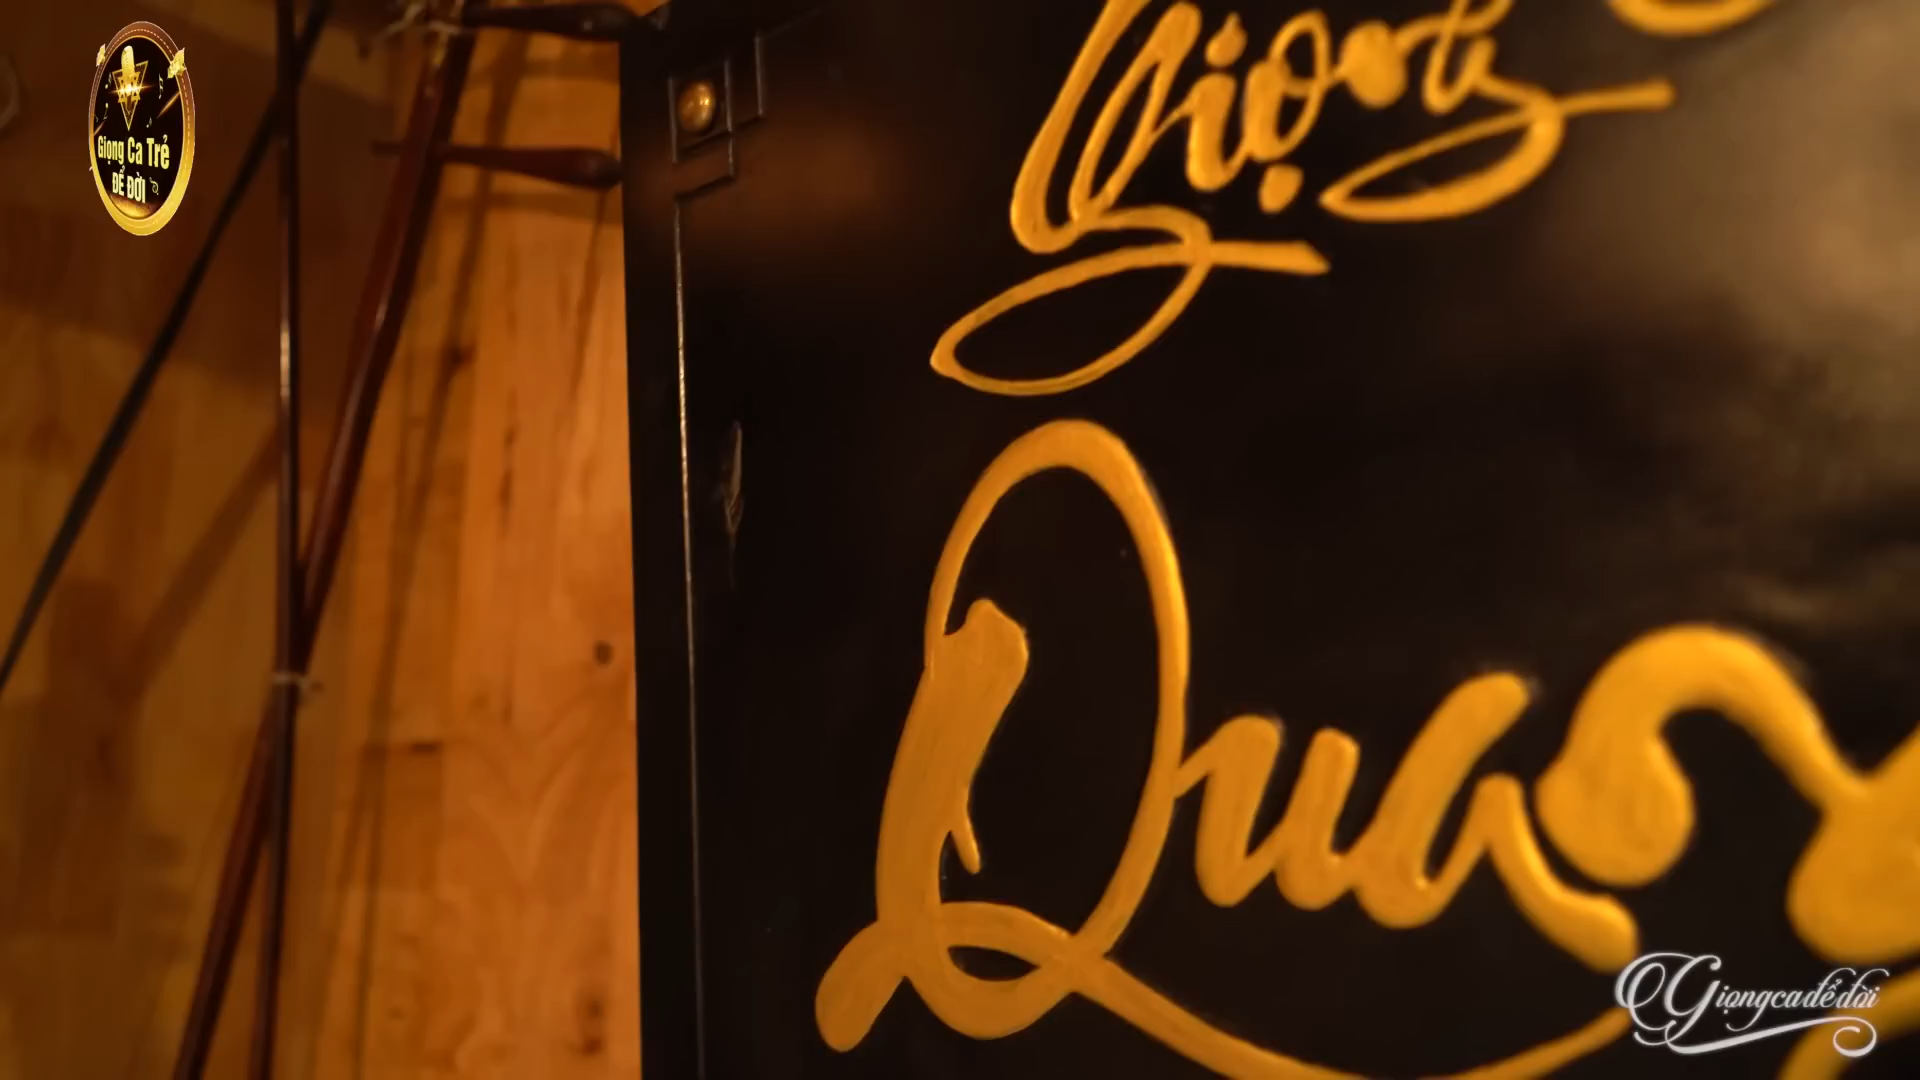 Giọng Ca Trẻ
ĐỂ ĐỜI
Giọng
Qua
Giọngcađểđời